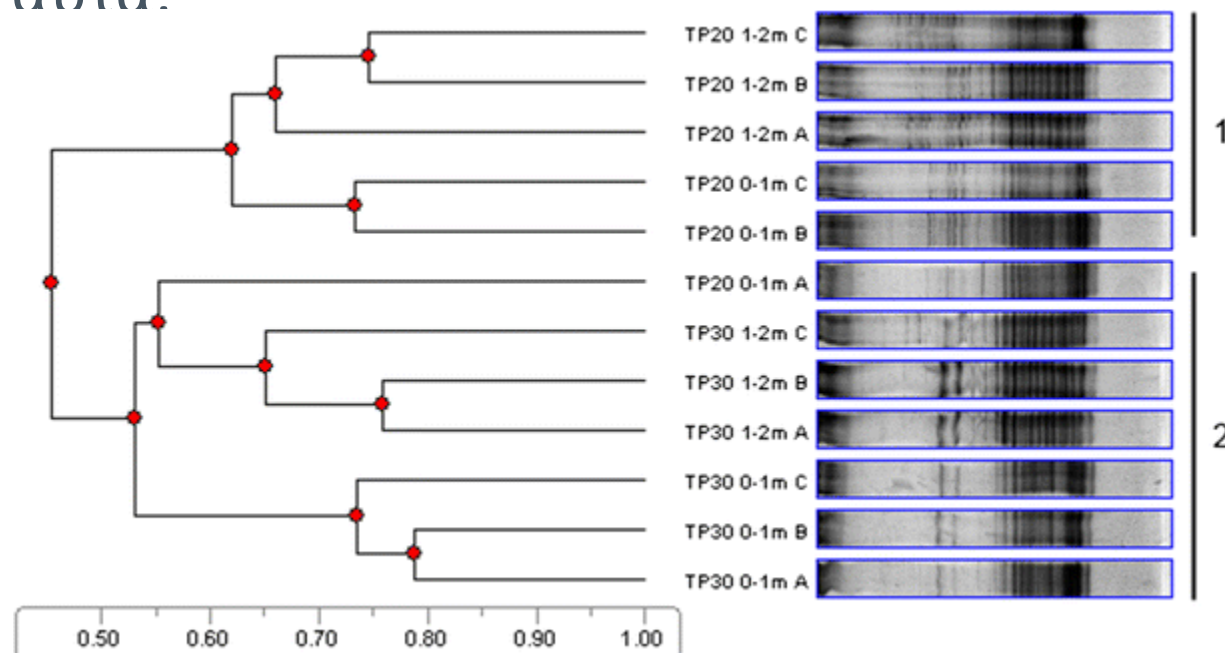 TP20 1-2m C
TP20 1-2m B
TP20 1-2m A
TP20 0-1m C
TP20 0-1m B
TP20 0-1m A
TP30 1-2m C
TP30 1-2m B
TP30 1-2m A
TP30 0-1m C
TP30 0-1m B
TP30 0-1m A
1
2
0.50 0.60 0.70 0.80 0.90 1.00